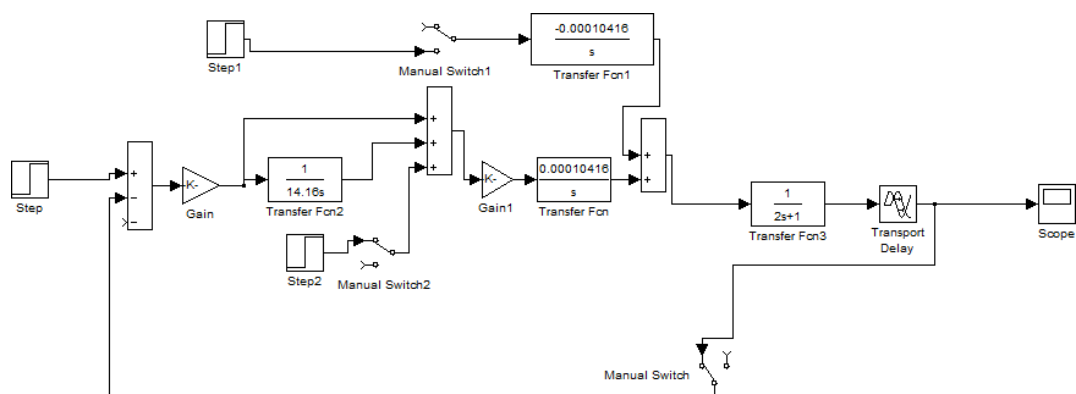 -0.00010416
s
Step1
Manual Switch1
Transfer Fcn1
+
+
+
+
-
-
Step
K-
Gain
1
14.16s
Transfer Fcn2
K-
Gain1
0.00010416
s
Transfer Fcn
+
+
1
2s+1
Transfer Fcn3
Transport
Delay
Scope
Step2
Manual Switch2
Manual Switch